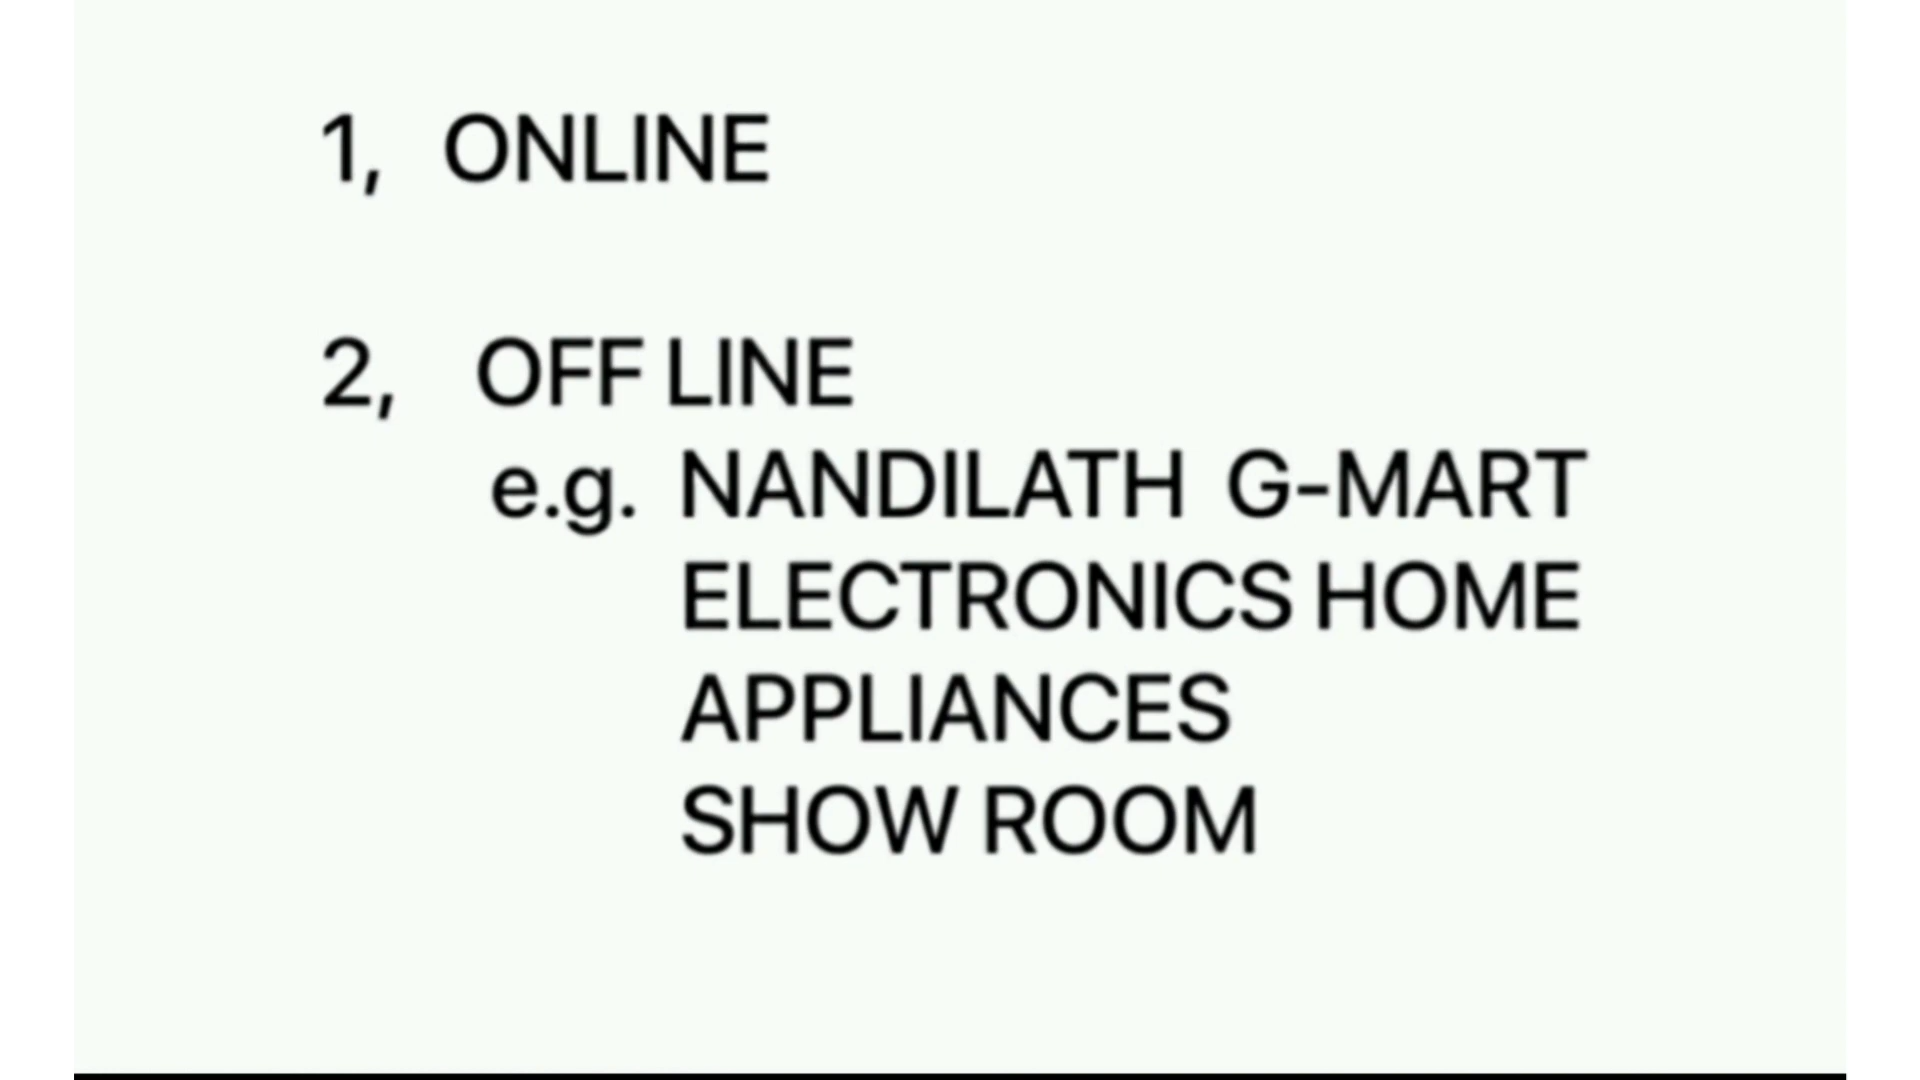 1, ONLINE
2, OFF LINE
e.g. NANDILATH G-MART
ELECTRONICS HOME
APPLIANCES
SHOW ROOM